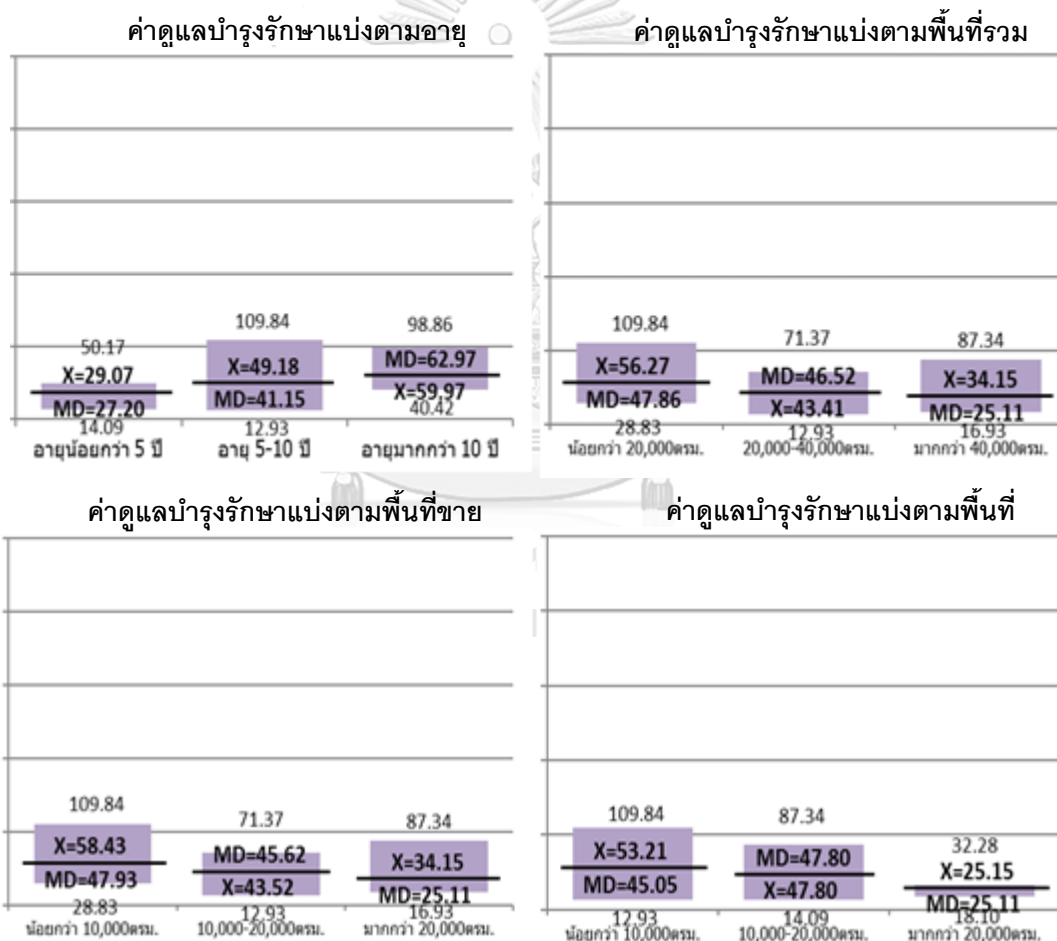 ค่าดูแลบำรุงรักษาแบ่งตามอายุ
50.17
X=29.07
MD=27.20
14.09
อายุน้อยกว่า 5 ปี
109.84
X=49.18
MD=41.15
12.93
อายุ 5-10 ปี
98.86
MD=62.97
X=59.97
40.42
อายุมากกว่า 10 ปี
ค่าดูแลบำรุงรักษาแบ่งตามพื้นที่รวม
109.84
X=56.27
MD=47.86
28.83
น้อยกว่า 20,000ตรม.
71.37
MD=46.52
X=43.41
12.93
20,000-40,000ตรม.
87.34
X=34.15
MD=25.11
16.93
มากกว่า 40,000ตรม.
ค่าดูแลบำรุงรักษาแบ่งตามพื้นที่ขาย
109.84
X=58.43
MD=47.93
28.83
น้อยกว่า 10,000ตรม.
71.37
MD=45.62
X=43.52
12.93
10,000-20,000ตรม.
87.34
X=34.15
MD=25.11
16.93
มากกว่า 20,000ตรม.
ค่าดูแลบำรุงรักษาแบ่งตามพื้นที่
109.84
X=53.21
MD=45.05
12.93
น้อยกว่า 10,000ตรม.
87.34
MD=47.80
X=47.80
14.09
10,000-20,000ตรม.
32.28
X=25.15
MD=25.11
18.10
มากกว่า 20,000ตรม.